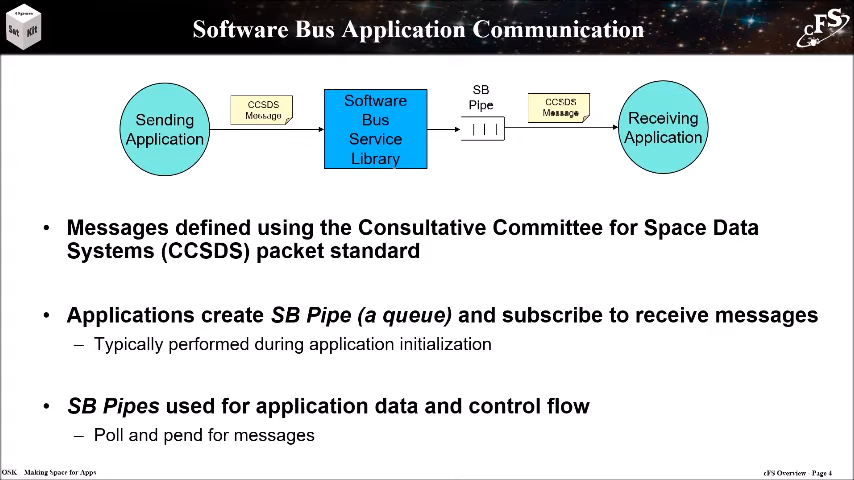 Software Bus Application Communication
Sat Kit
cFS
Sending
Application
CCSDS
Message
Software
Bus
Service
Library
SB
Pipe
CCSDS
Message
Receiving
Application
• Messages defined using the Consultative Committee for Space Data
Systems (CCSDS) packet standard
• Applications create SB Pipe (a queue) and subscribe to receive messages
– Typically performed during application initialization
• SB Pipes used for application data and control flow
– Poll and pend for messages
OSK Making Space for Apps
cFS Overview - Page 4